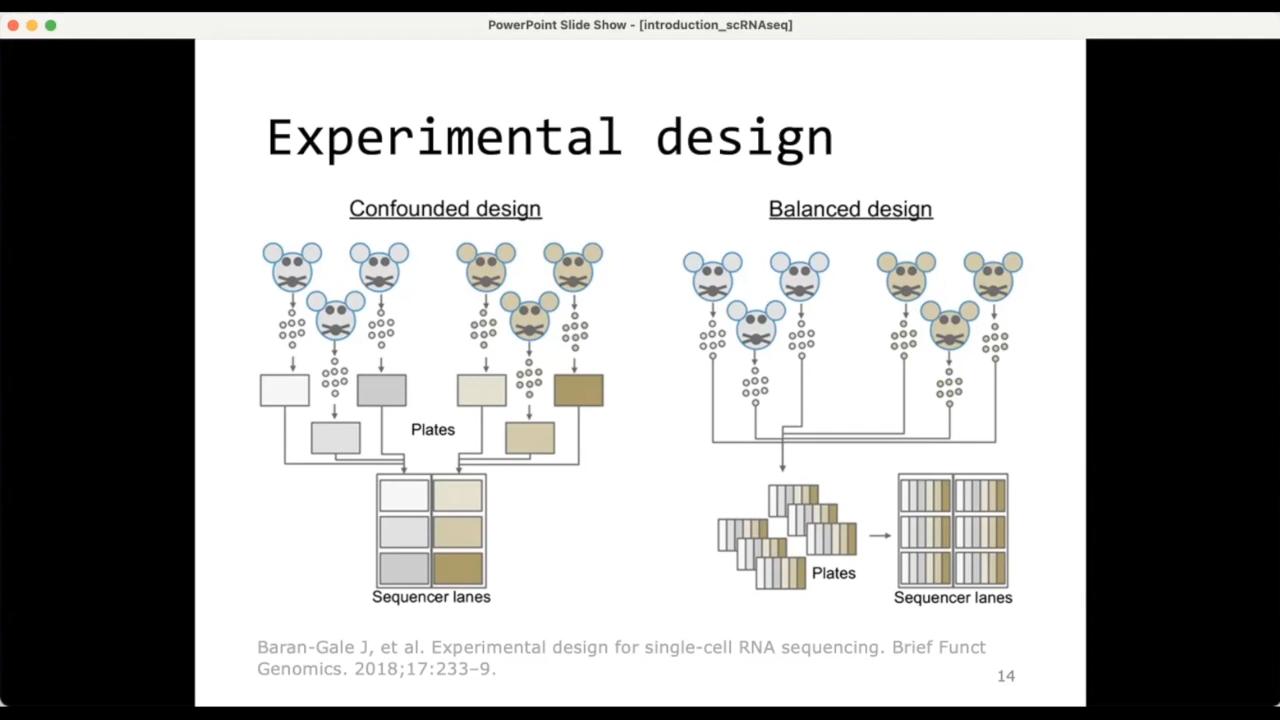 PowerPoint Slide Show - [introduction_scRNAseq]
Experimental design
Confounded design
Balanced design
Plates
Sequencer lanes
Plates
Sequencer lanes
Baran-Gale J, et al. Experimental design for single-cell RNA sequencing. Brief Funct
Genomics. 2018;17:233–9.
14